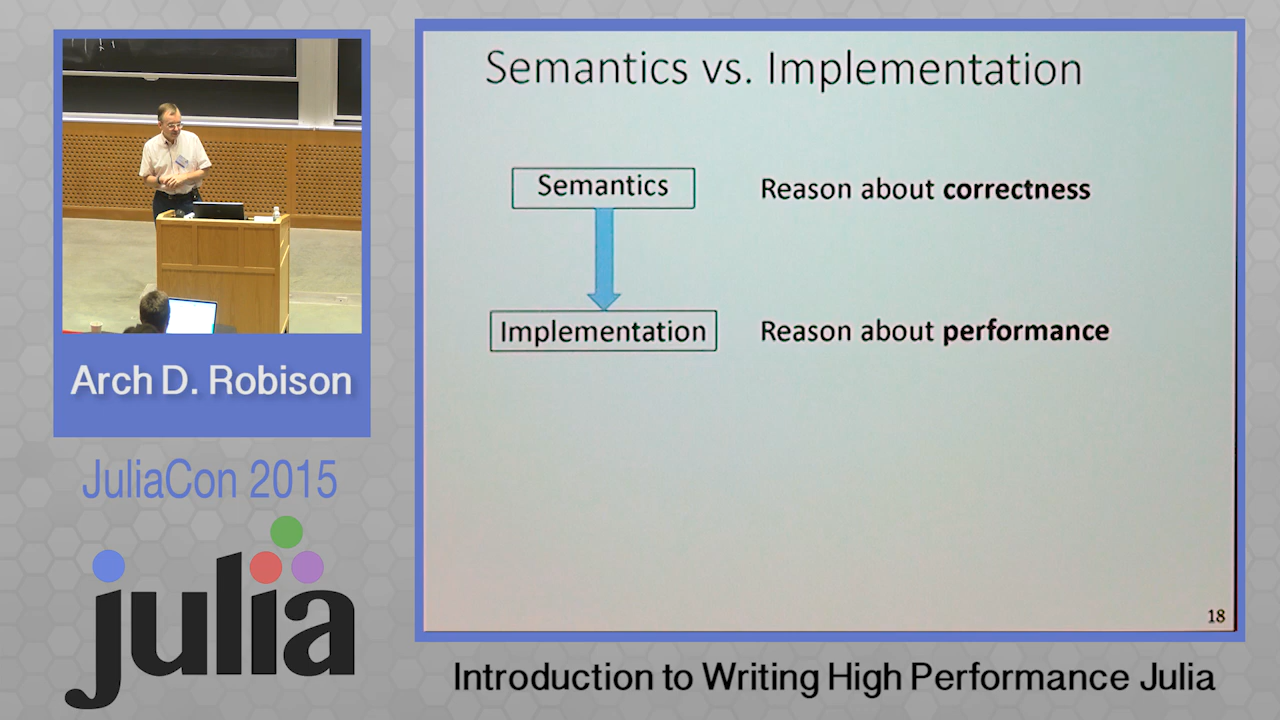 Semantics vs. Implementation
Semantics
Reason about correctness
Implementation
Reason about performance
18
Arch D. Robison
JuliaCon 2015
julia
Introduction to Writing High Performance Julia